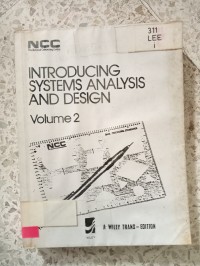 NCC
311
LEE
INTRODUCING
SYSTEMS ANALYSIS
AND DESIGN
Volume 2
NCC
A WILEY TRANS-EDITION